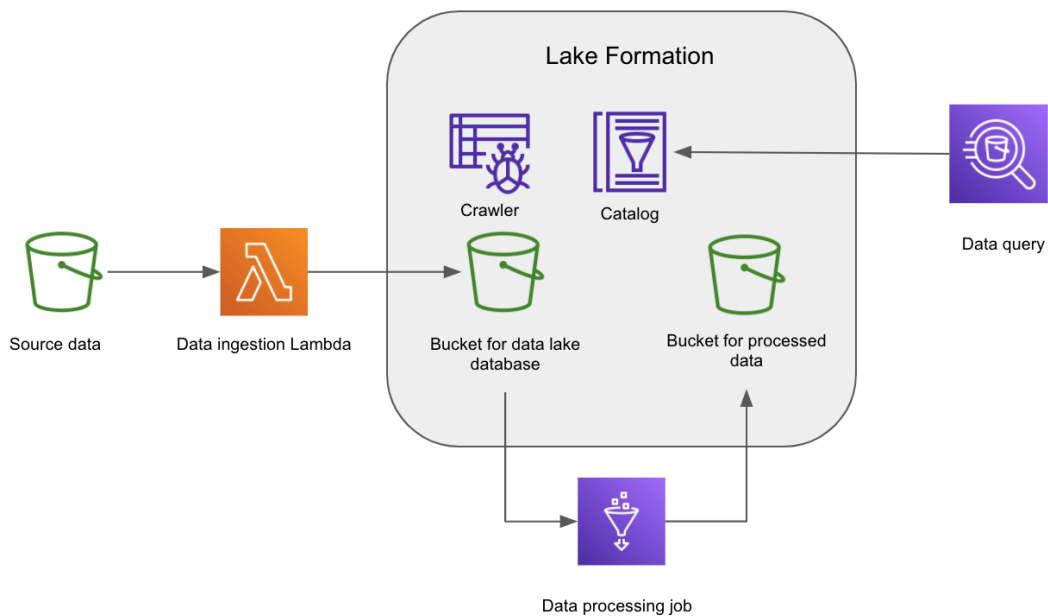 Lake Formation
Crawler
Catalog
Data query
Source data
Data ingestion Lambda
Bucket for data lake
database
Bucket for processed
data
Data processing job